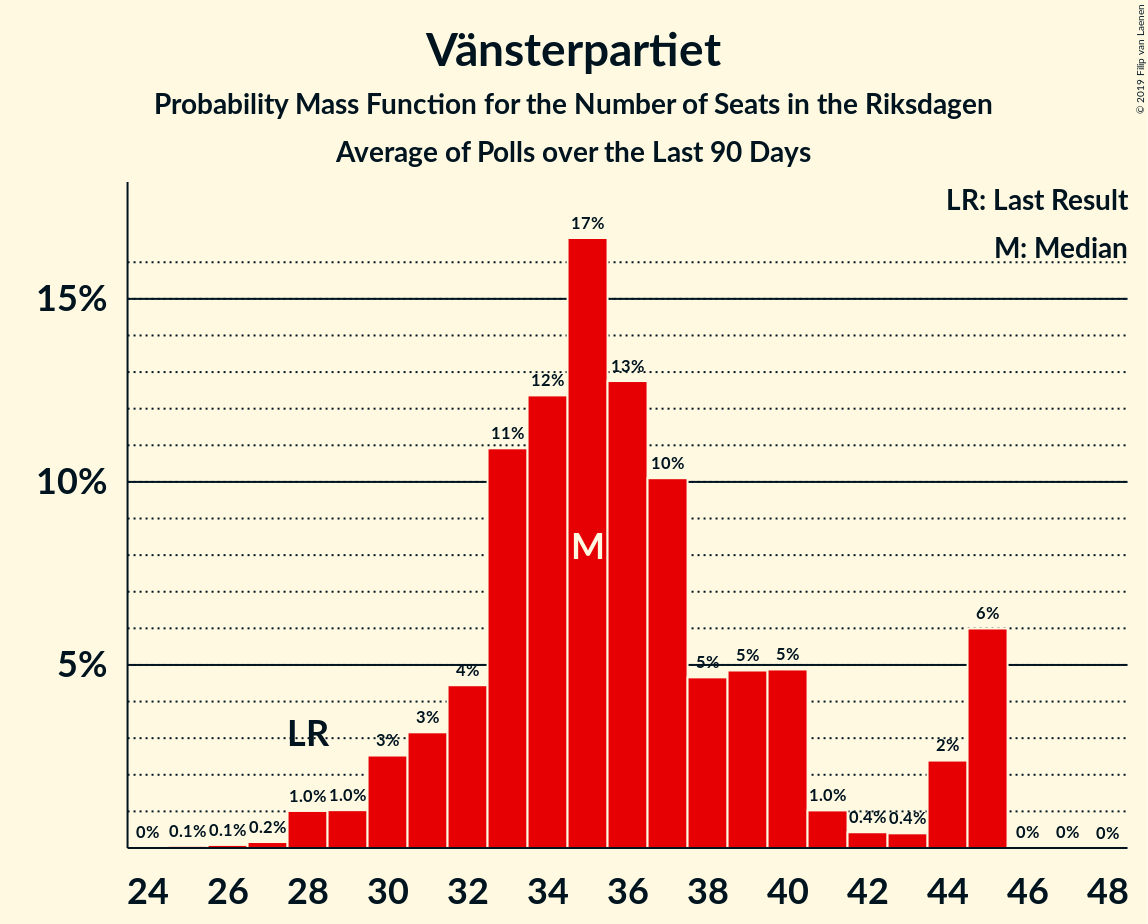 Vänsterpartiet
Probability Mass Function for the Number of Seats in the Riksdagen
Average of Polls over the Last 90 Days
© 2019 Filip van Laenen
LR: Last Result
M: Median
15%
10%
5%
0% 0.1% 0.1% 0.2% 1.0% 1.0% 3% 3% 4% 11% 12% 17% 13% 10% 5% 5% 5% 1.0% 0.4% 0.4% 2% 6% 0% 0% 0%
LR
M
24 26 28 30 32 34 36 38 40 42 44 46 48